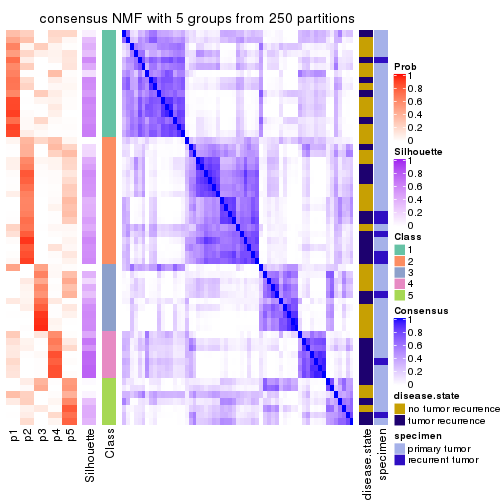 consensus NMF with 5 groups from 250 partitions
Prob
1
0.8
0.6
0.4
0.2
0
Silhouette
1
0.8
0.6
0.4
0.2
0
Class
1
2
3
4
5
Consensus
1
0.8
0.6
0.4
0.2
0
disease.state
no tumor recurrence
tumor recurrence
specimen
primary tumor
recurrent tumor
p1
p2
p3
p4
p5
Silhouette
Class
disease.state
specimen